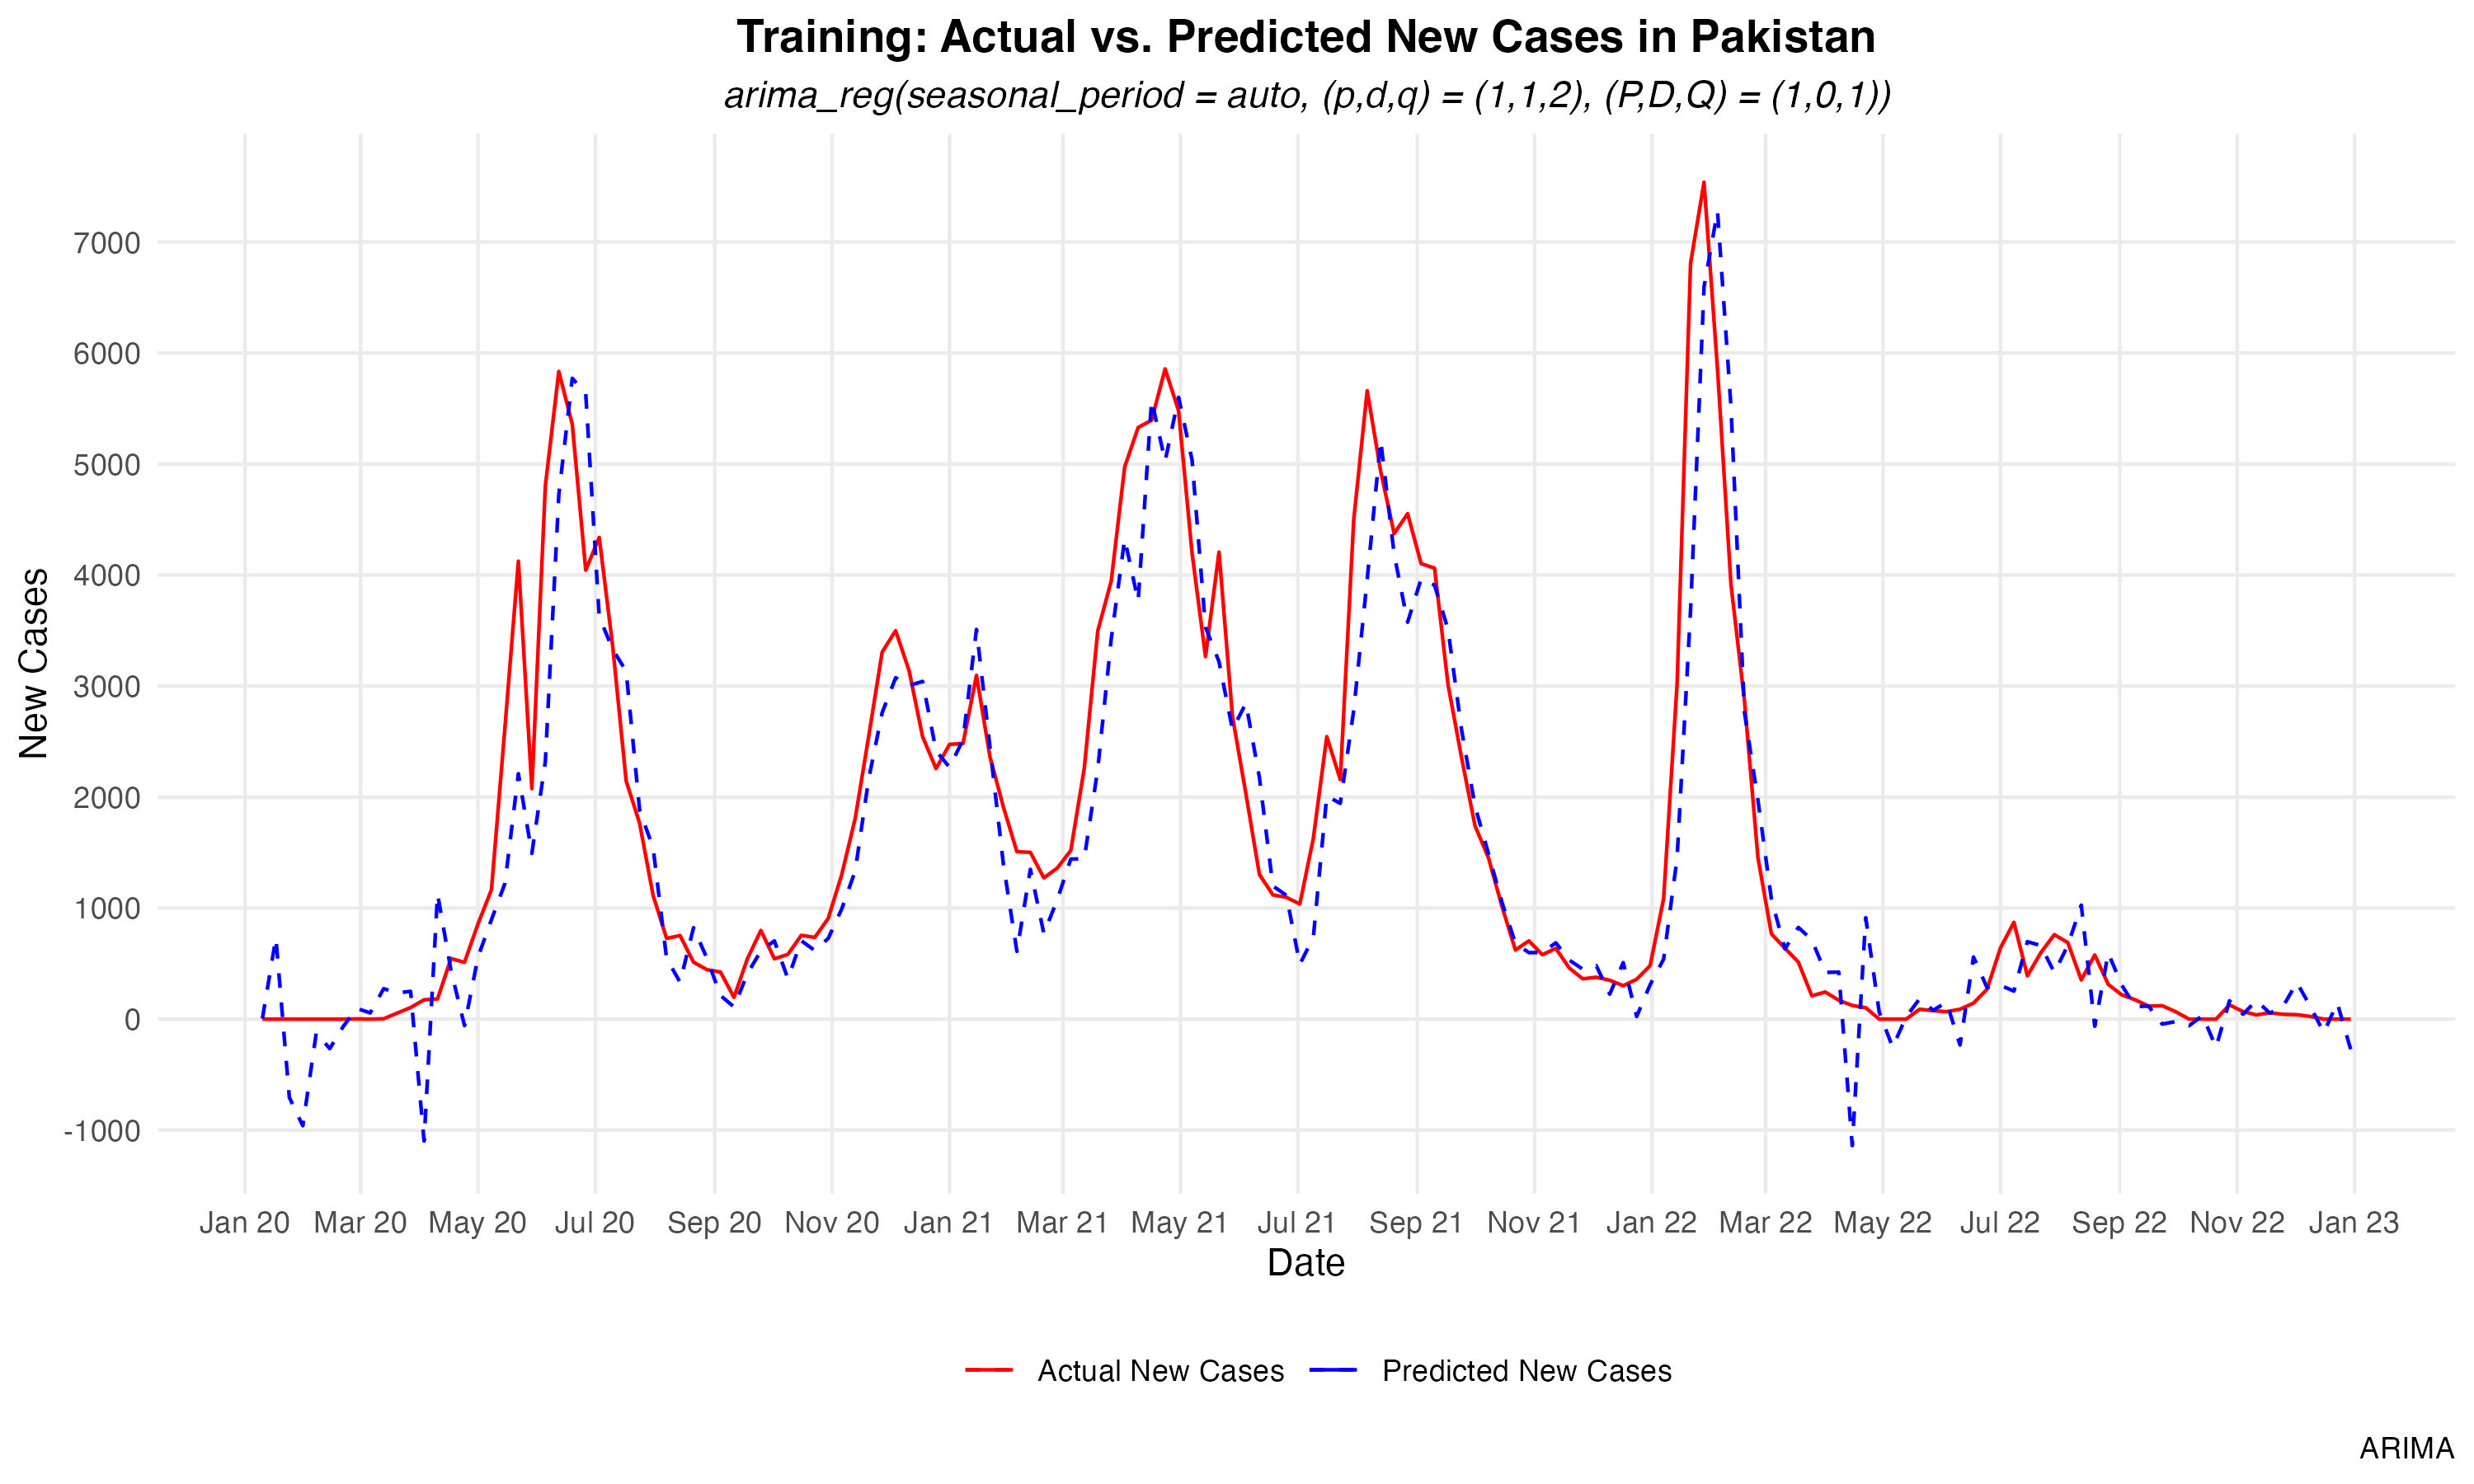 Training: Actual vs. Predicted New Cases in Pakistan
arima_reg(seasonal_period = auto, (p,d,q) = (1,1,2), (P,D,Q) = (1,0,1))
New Cases
7000
6000
5000
4000
3000
2000
1000
0
-1000
Jan 20 Mar 20 May 20 Jul 20 Sep 20 Nov 20 Jan 21 Mar 21 May 21 Jul 21 Sep 21 Nov 21 Jan 22 Mar 22 May 22 Jul 22 Sep 22 Nov 22 Jan 23
Date
Actual New Cases Predicted New Cases
ARIMA